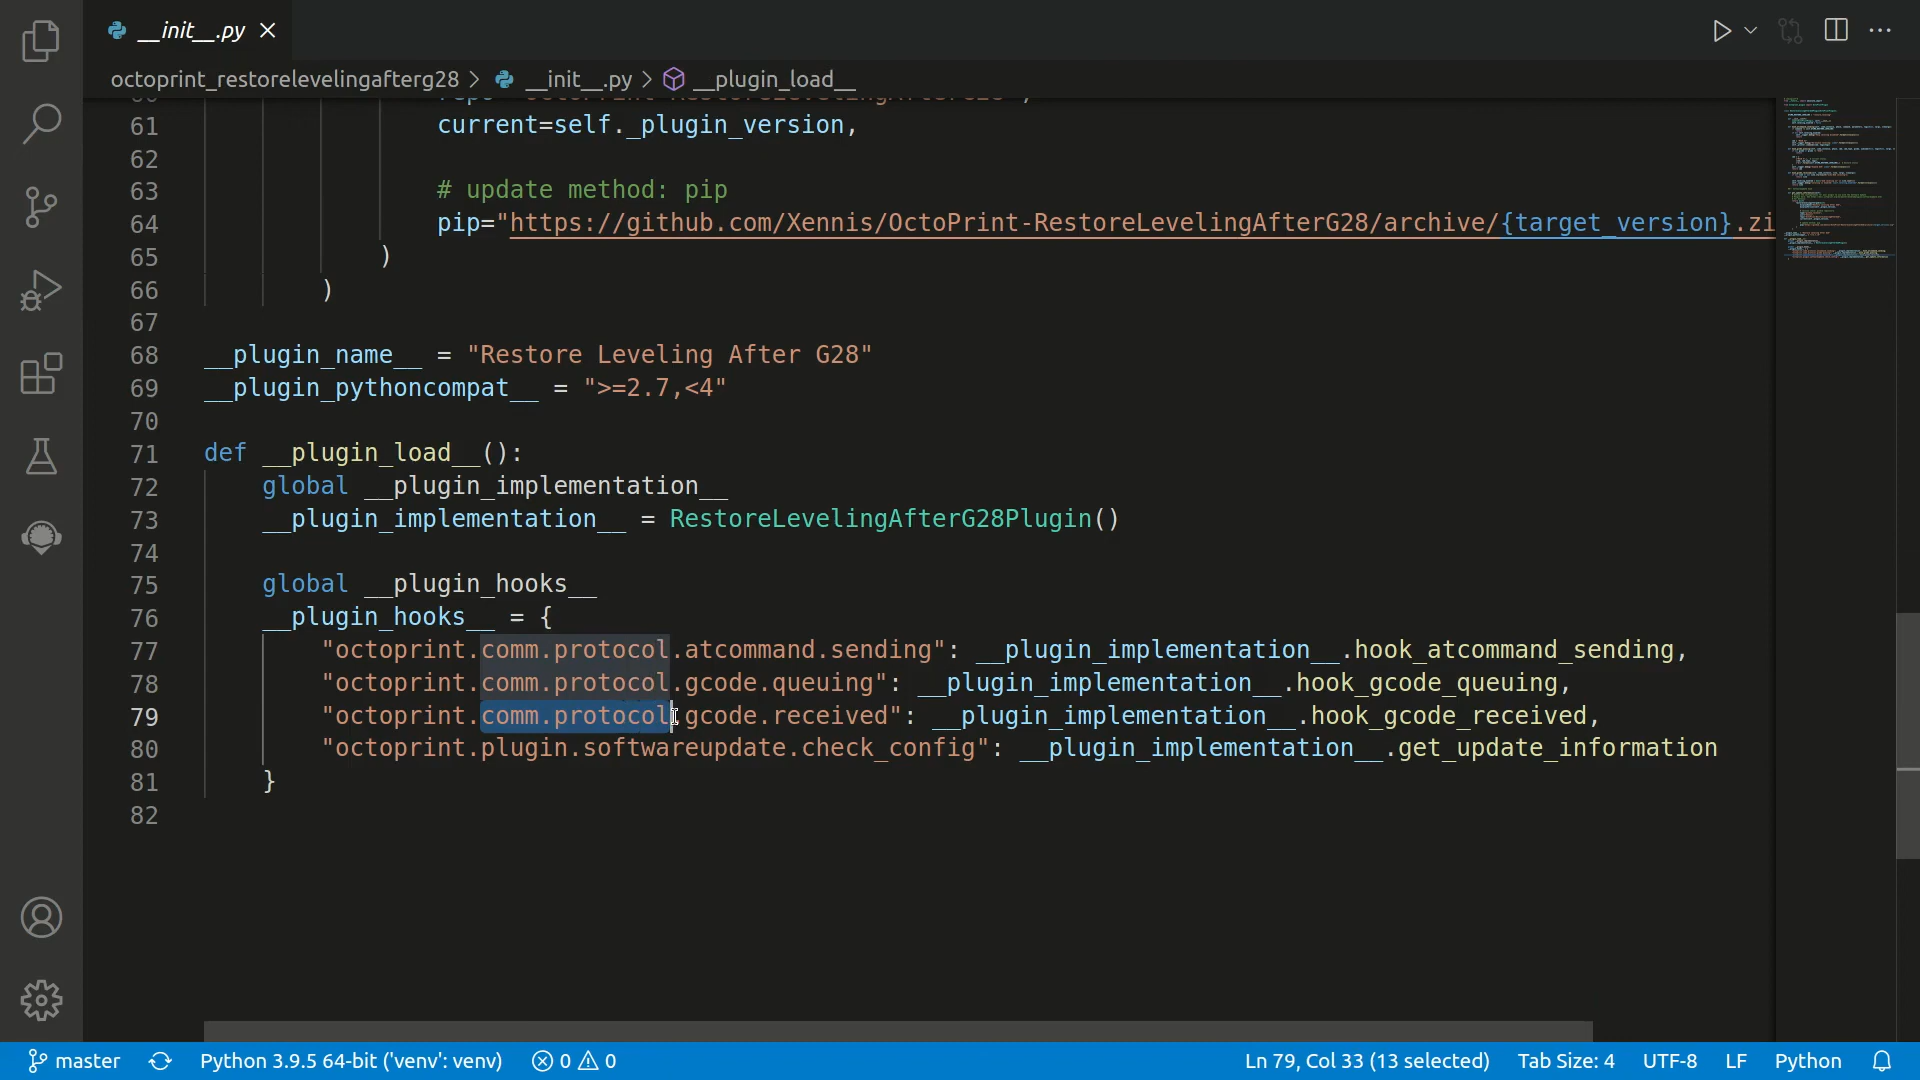 __init__.py
octoprint_restorelevelingafterg28 > __init__.py > __plugin_load__
61 current=self._plugin_version,
62
63 # update method: pip
64 pip="https://github.com/Xennis/OctoPrint-RestoreLevelingAfterG28/archive/{target_version}.zi
65 )
66 )
67
68 __plugin_name__ = "Restore Leveling After G28"
69 __plugin_pythoncompat__ = ">=2.7,<4"
70
71 def __plugin_load__():
72 global __plugin_implementation__
73 __plugin_implementation__ = RestoreLevelingAfterG28Plugin()
74
75 global __plugin_hooks__
76 __plugin_hooks__ = {
77 "octoprint.comm.protocol.atcommand.sending": __plugin_implementation__.hook_atcommand_sending,
78 "octoprint.comm.protocol.gcode.queuing": __plugin_implementation__.hook_gcode_queuing,
79 "octoprint.comm.protocol.gcode.received": __plugin_implementation__.hook_gcode_received,
80 "octoprint.plugin.softwareupdate.check_config": __plugin_implementation__.get_update_information
81 }
82
master Python 3.9.5 64-bit ('venv': venv) 0 0 Ln 79, Col 33 (13 selected) Tab Size: 4 UTF-8 LF Python